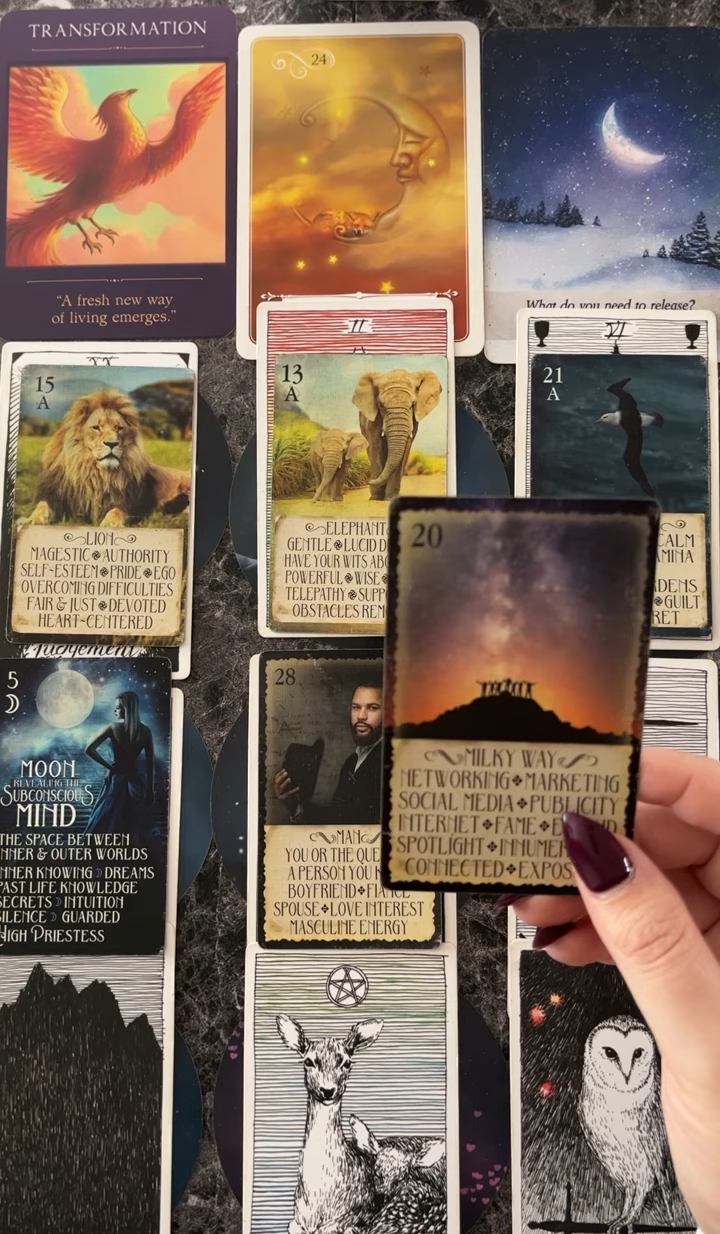 TRANSFORMATION
"A fresh new way
of living emerges."
24
What do you need to release?
II
VI
15
A
LION
MAGESTIC AUTHORITY
SELF-ESTEEM PRIDE EGO
OVERCOMING DIFFICULTIES
FAIR & JUST DEVOTED
HEART-CENTERED
Judgement
13
A
ELEPHANT
GENTLE LUCID
HAVE YOUR WITS
POWERFUL WISE
TELEPATHY
OBSTACLES
21
A
CALM
GUILT
20
MILKY WAY
NETWORKING MARKETING
SOCIAL MEDIA PUBLICITY
INTERNET FAME
SPOTLIGHT
CONNECTED
5
MOON
REVEALING THE
SUBCONSCIOUS
MIND
THE SPACE BETWEEN
INNER & OUTER WORLDS
INNER KNOWING DREAMS
PAST LIFE KNOWLEDGE
SECRETS INTUITION
SILENCE GUARDED
HIGH PRIESTESS
28
MAN
YOU OR THE
A PERSON YOU
BOYFRIEND
SPOUSE LOVE INTEREST
MASCULINE ENERGY